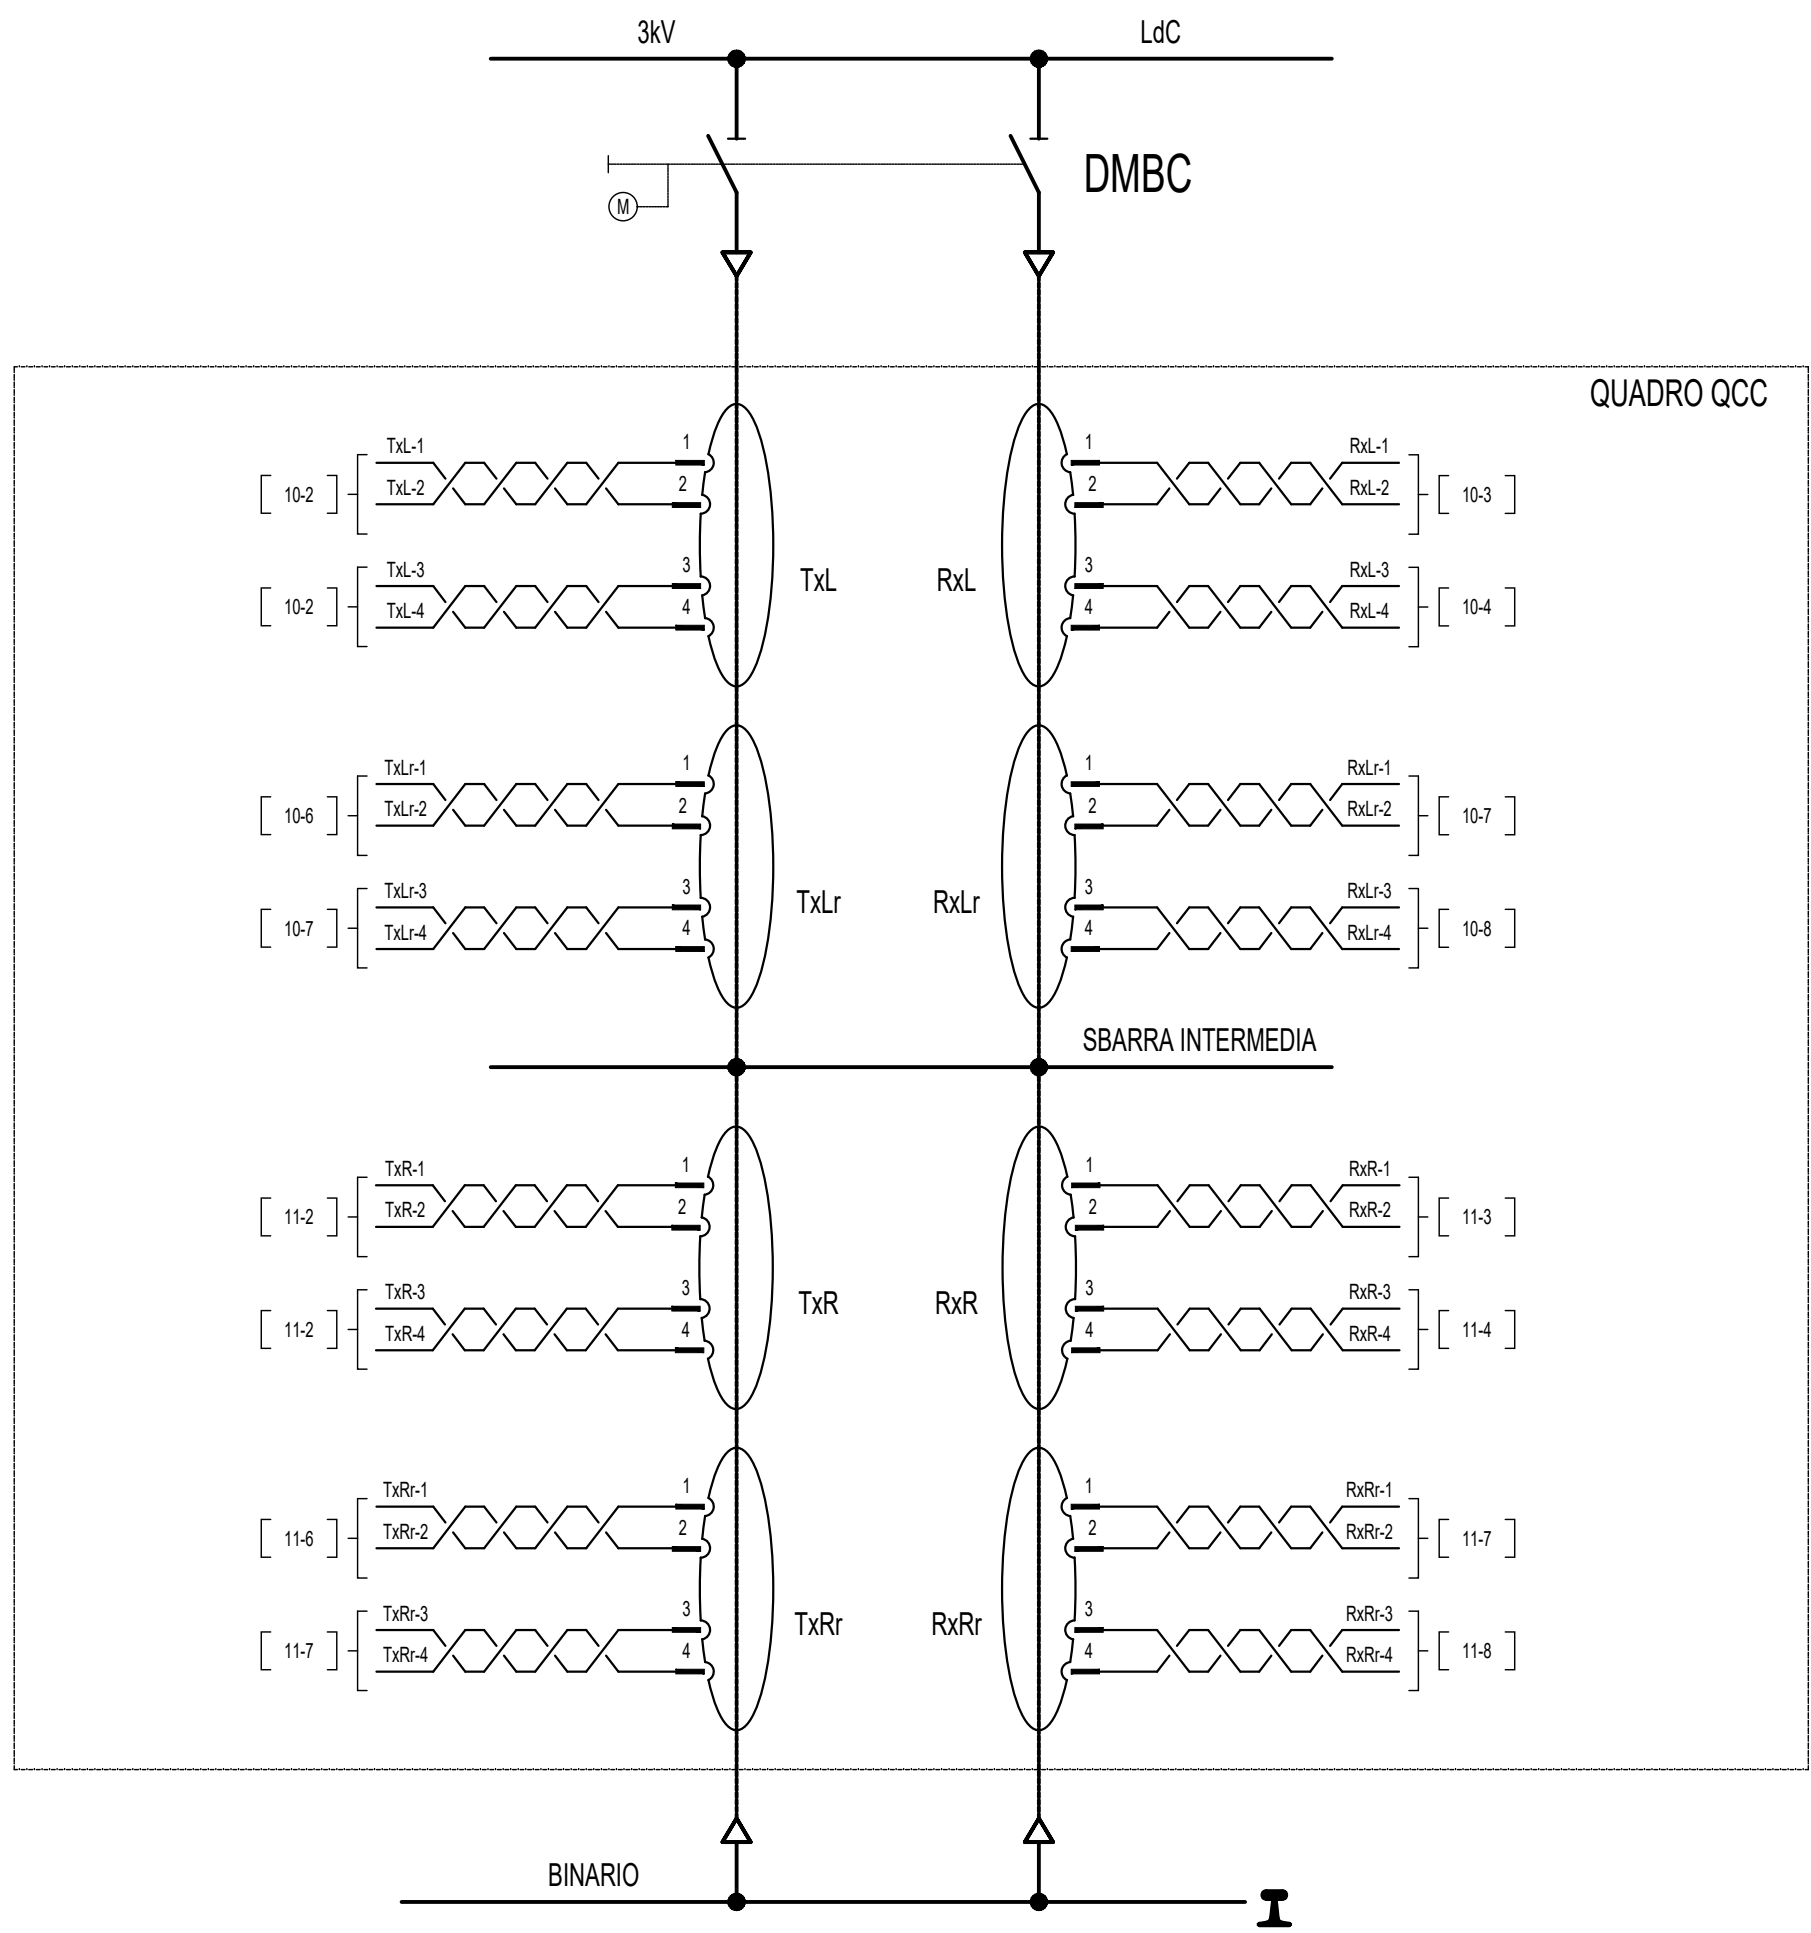 3kV LdC
DMBC
M
QUADRO QCC
TxL-1 1 1 RxL-1
10-2 TxL-2 2 2 RxL-2 10-3
TxL-3 3 3 RxL-3
TxL RxL
10-2 TxL-4 4 4 RxL-4 10-4
TxLr-1 1 1 RxLr-1
10-6 TxLr-2 2 2 RxLr-2 10-7
TxLr-3 3 3 RxLr-3
TxLr RxLr
10-7 TxLr-4 4 4 RxLr-4 10-8
SBARRA INTERMEDIA
TxR-1 1 1 RxR-1
11-2 TxR-2 2 2 RxR-2 11-3
TxR-3 3 3 RxR-3
TxR RxR
11-2 TxR-4 4 4 RxR-4 11-4
TxRr-1 1 1 RxRr-1
11-6 TxRr-2 2 2 RxRr-2 11-7
TxRr-3 3 3 RxRr-3
TxRr RxRr
11-7 TxRr-4 4 4 RxRr-4 11-8
BINARIO